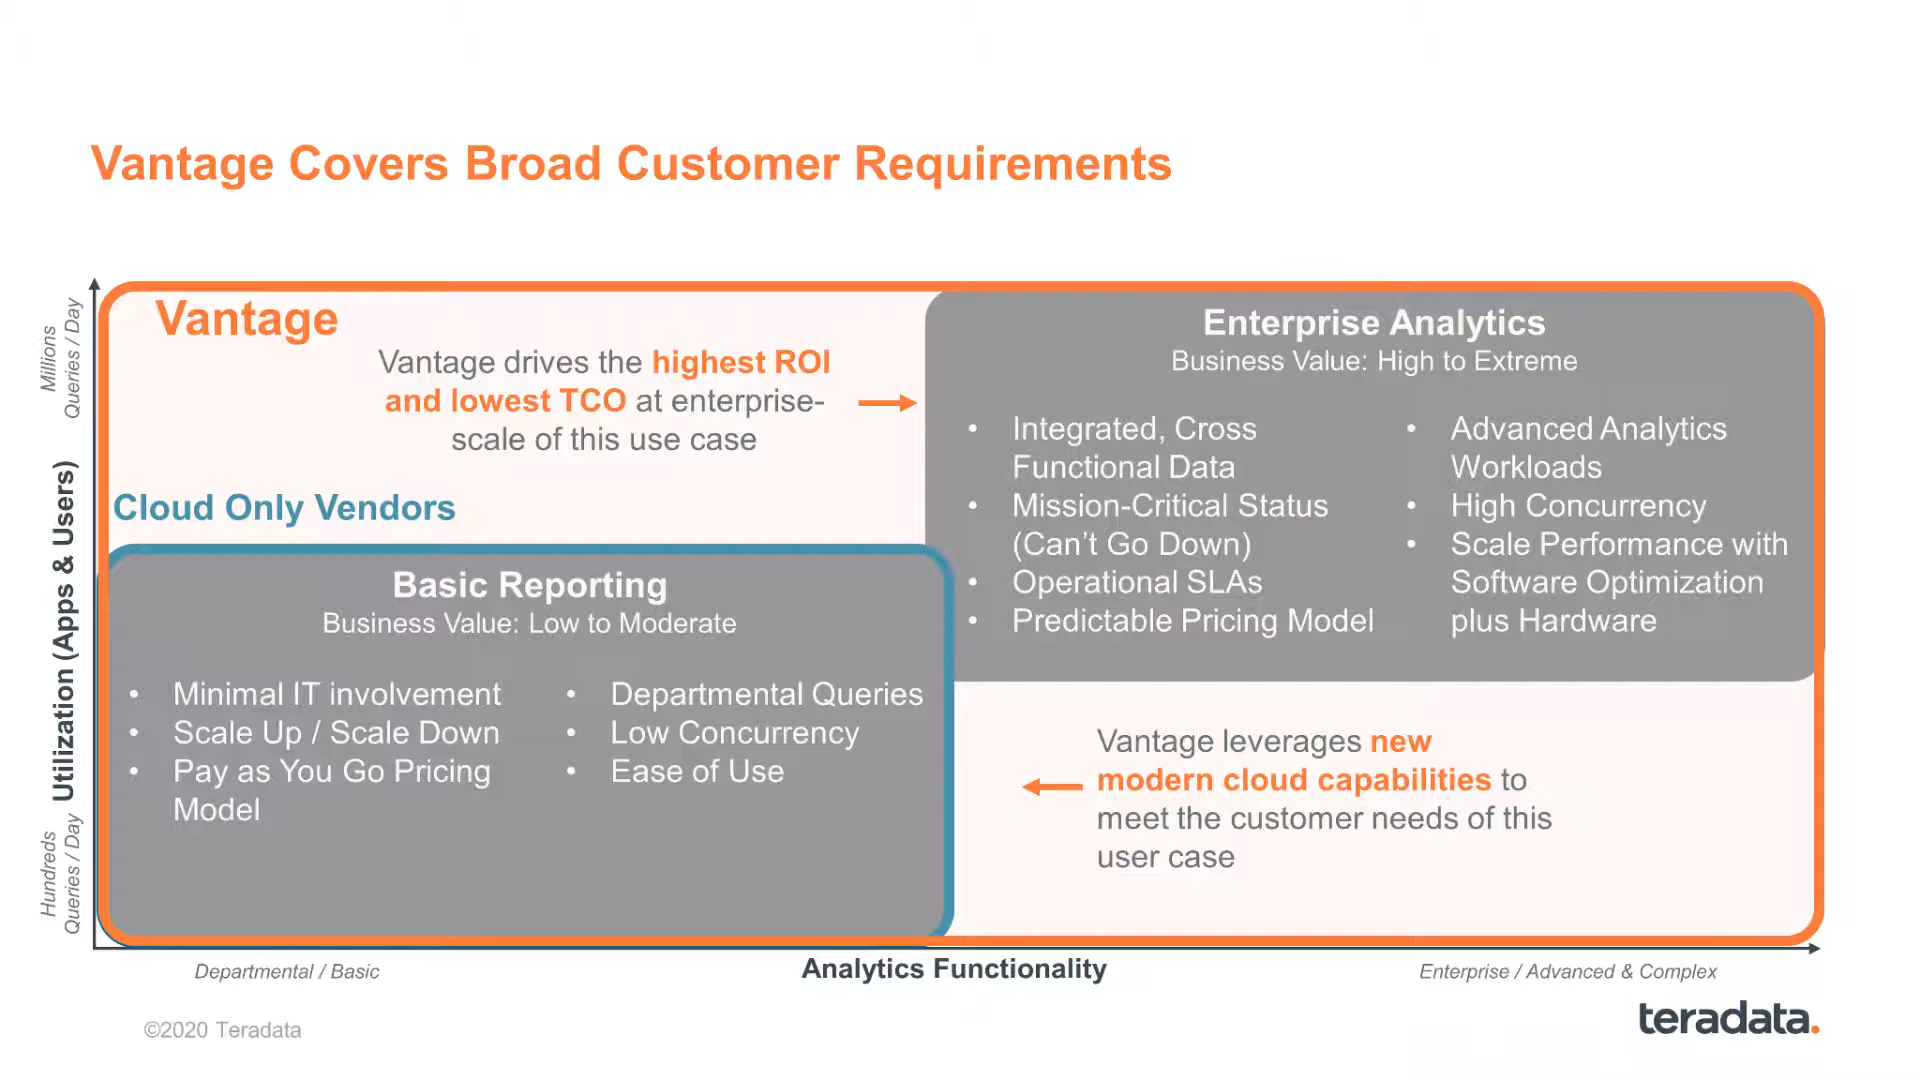 Vantage Covers Broad Customer Requirements
Millions
Queries / Day
Utilization (Apps & Users)
Hundreds
Queries / Day
Vantage
Vantage drives the highest ROI
and lowest TCO at enterprise-
scale of this use case
Cloud Only Vendors
Basic Reporting
Business Value: Low to Moderate
• Minimal IT involvement
• Scale Up / Scale Down
• Pay as You Go Pricing
Model
• Departmental Queries
• Low Concurrency
• Ease of Use
Enterprise Analytics
Business Value: High to Extreme
• Integrated, Cross
Functional Data
• Mission-Critical Status
(Can’t Go Down)
• Operational SLAs
• Predictable Pricing Model
• Advanced Analytics
Workloads
• High Concurrency
• Scale Performance with
Software Optimization
plus Hardware
Vantage leverages new
modern cloud capabilities to
meet the customer needs of this
user case
Departmental / Basic
Analytics Functionality
Enterprise / Advanced & Complex
©2020 Teradata
teradata.